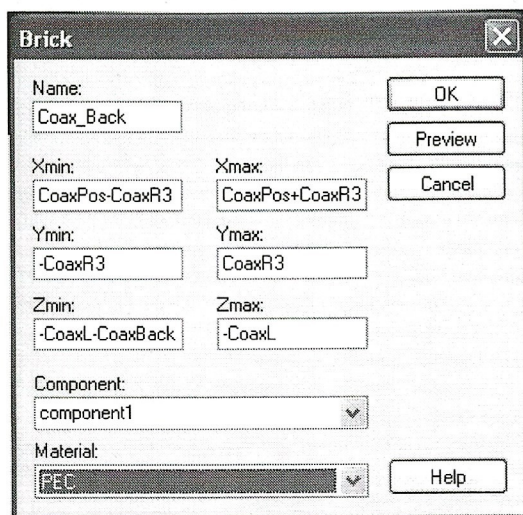 Brick
Name:
OK
Coax_Back
Preview
Xmin:
Xmax:
Cancel
CoaxPos-CoaxR3
CoaxPos+CoaxR3
Ymin:
Ymax:
-CoaxR3
CoaxR3
Zmin:
Zmax:
-CoaxL-CoaxBack
-CoaxL
Component:
component1
Material:
PEC
Help